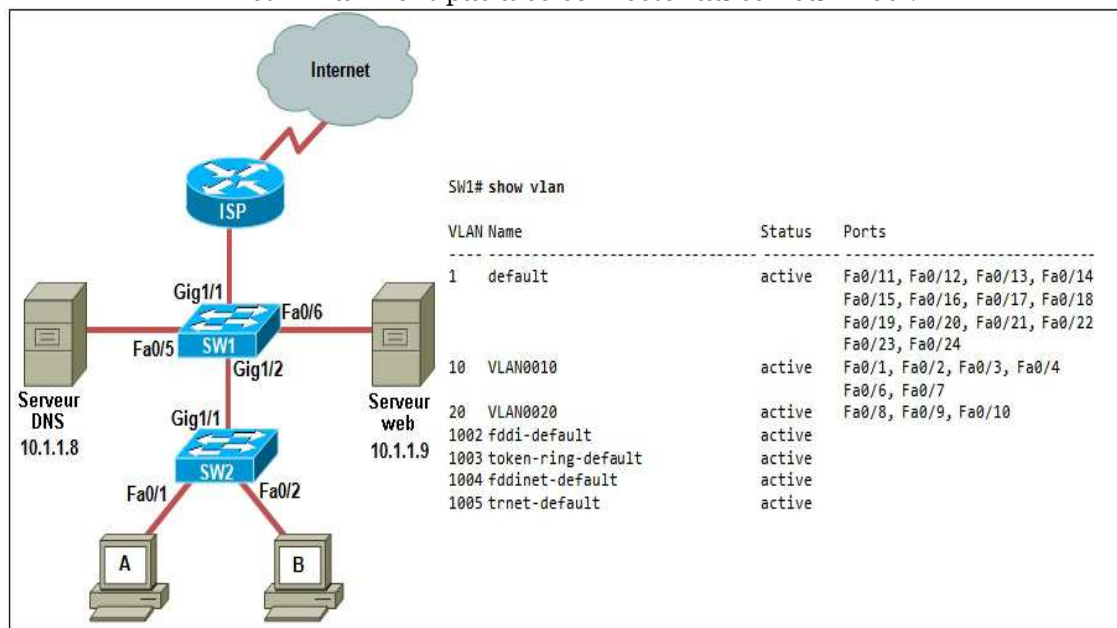 Internet
ISP
Gig1/1
Fa0/6
Fa0/5
SW1
Gig1/2
Serveur
DNS
10.1.1.8
Serveur
web
10.1.1.9
Gig1/1
SW2
Fa0/1
Fa0/2
A
B
SW1# show vlan
VLAN Name Status Ports
---- -------------------------------- --------- -------------------------------
1 default active Fa0/11, Fa0/12, Fa0/13, Fa0/14
Fa0/15, Fa0/16, Fa0/17, Fa0/18
Fa0/19, Fa0/20, Fa0/21, Fa0/22
Fa0/23, Fa0/24
10 VLAN0010 active Fa0/1, Fa0/2, Fa0/3, Fa0/4
Fa0/6, Fa0/7
20 VLAN0020 active Fa0/8, Fa0/9, Fa0/10
1002 fddi-default active
1003 token-ring-default active
1004 fddinet-default active
1005 trnet-default active